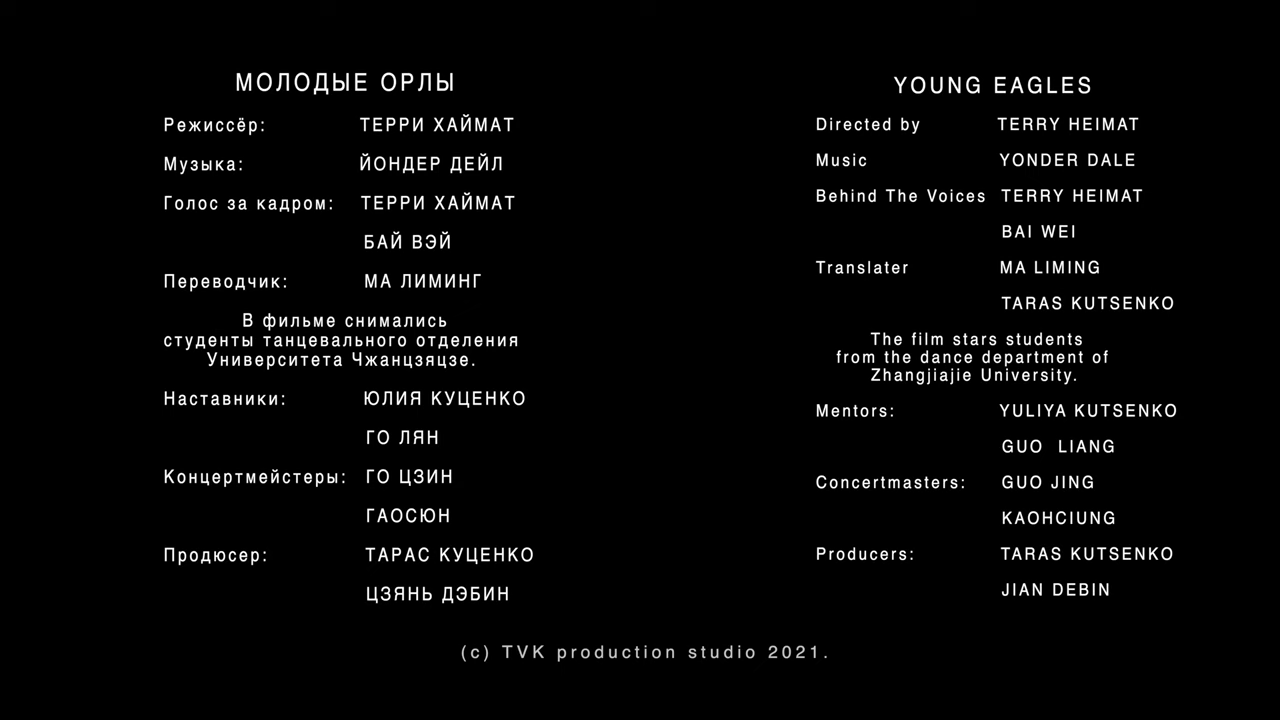 МОЛОДЫЕ ОРЛЫ
Режиссёр: ТЕРРИ ХАЙМАТ
Музыка: ЙОНДЕР ДЕЙЛ
Голос за кадром: ТЕРРИ ХАЙМАТ
БАЙ ВЭЙ
Переводчик: МА ЛИМИНГ
В фильме снимались
студенты танцевального отделения
Университета Чжанцзяцзе.
Наставники: ЮЛИЯ КУЦЕНКО
ГО ЛЯН
Концертмейстеры: ГО ЦЗИН
ГАОСЮН
Продюсер: ТАРАС КУЦЕНКО
ЦЗЯНЬ ДЭБИН
YOUNG EAGLES
Directed by TERRY HEIMAT
Music YONDER DALE
Behind The Voices TERRY HEIMAT
BAI WEI
Translater MA LIMING
TARAS KUTSENKO
The film stars students
from the dance department of
Zhangjiajie University.
Mentors: YULIYA KUTSENKO
GUO LIANG
Concertmasters: GUO JING
KAOHCIUNG
Producers: TARAS KUTSENKO
JIAN DEBIN
(c) TVK production studio 2021.